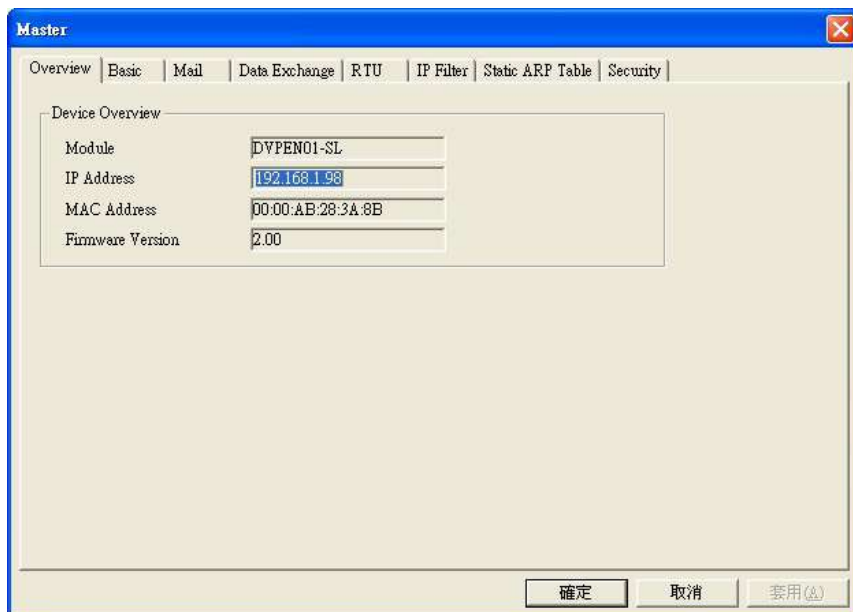 Master
Overview Basic Mail Data Exchange RTU IP Filter Static ARP Table Security
Device Overview
Module DVPEN01-SL
IP Address 192.168.1.98
MAC Address 00:00:AB:28:3A:8B
Firmware Version 2.00
確定 取消 套用(A)